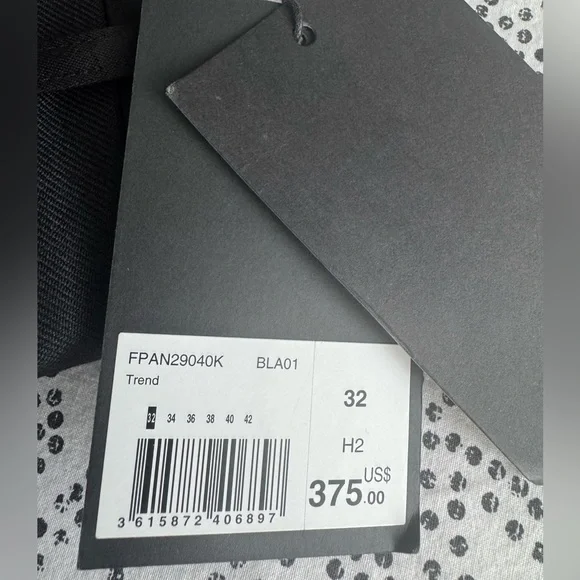 FPAN29040K BLA01
Trend
32 34 36 38 40 42
3 615872 406897
32
H2
US$
375.00